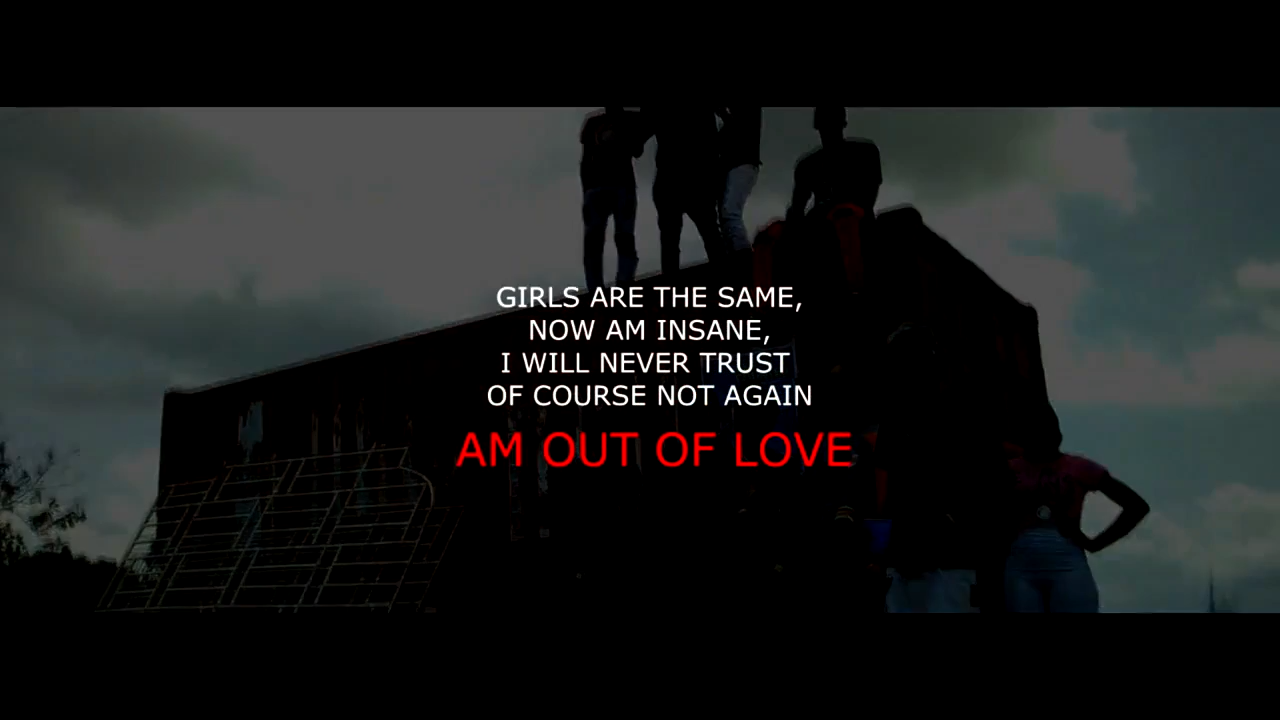 GIRLS ARE THE SAME,
NOW AM INSANE,
I WILL NEVER TRUST
OF COURSE NOT AGAIN
AM OUT OF LOVE